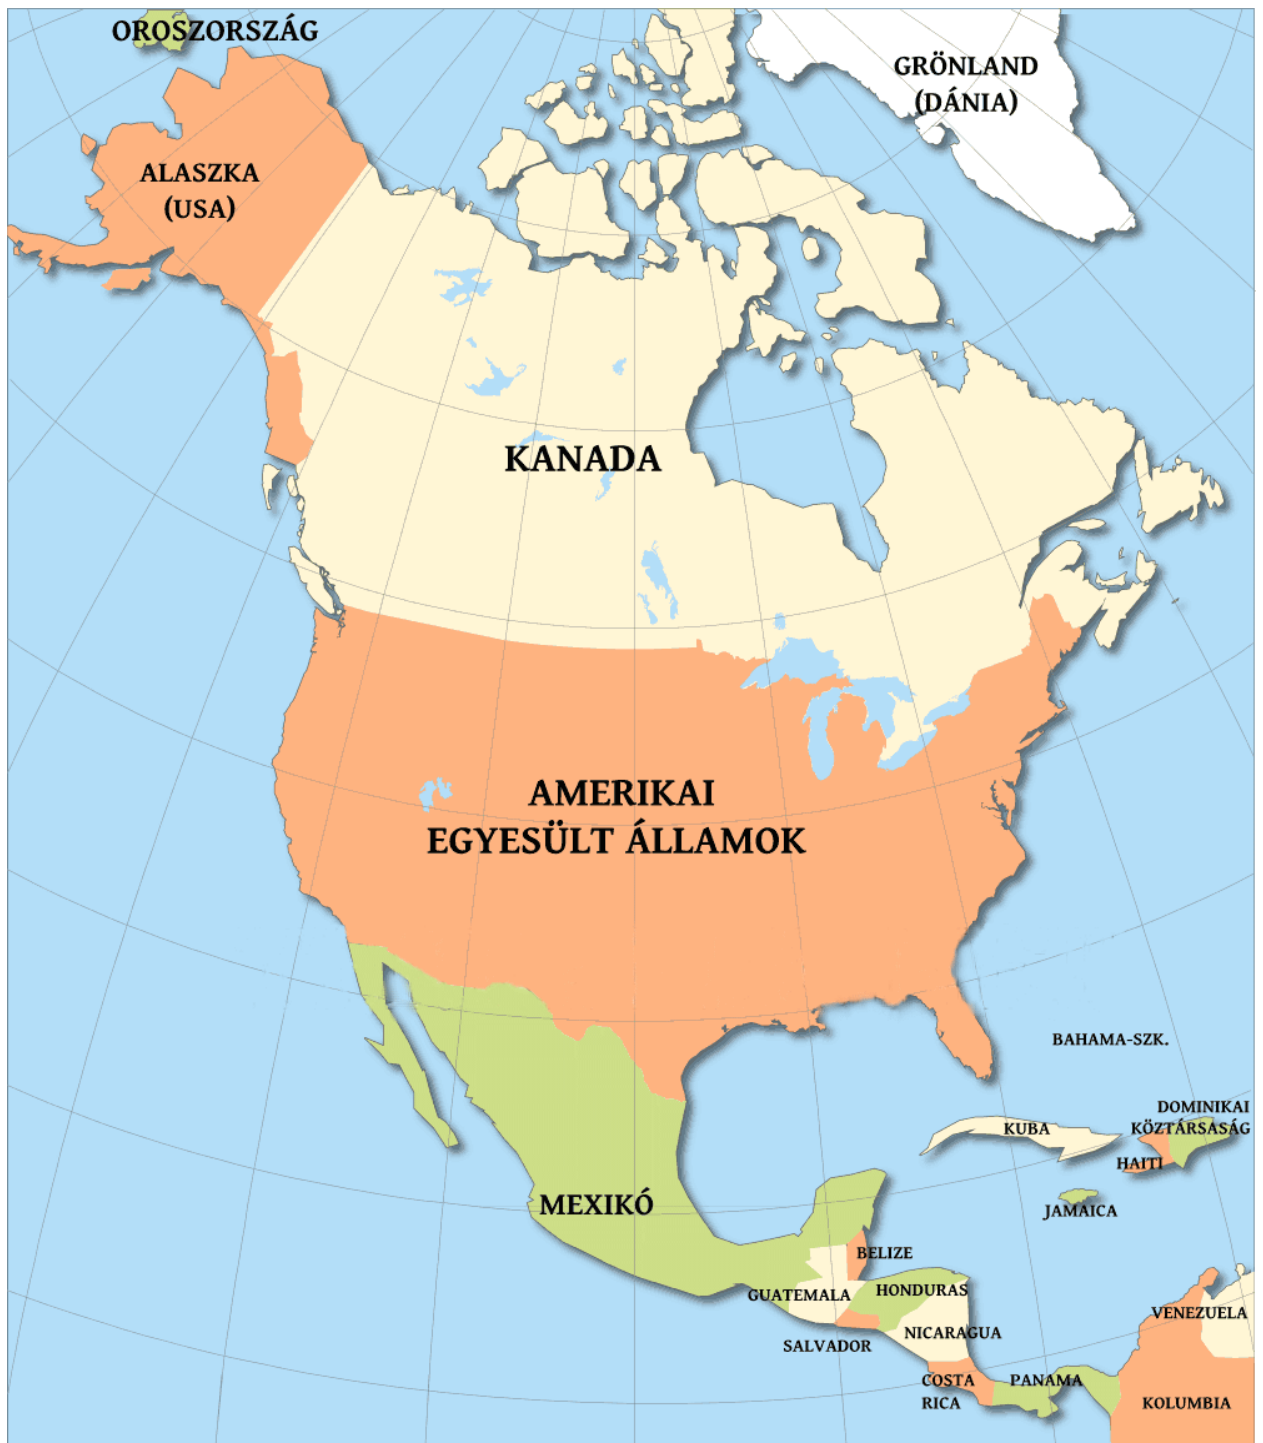 OROSZORSZÁG
GRÖNLAND
(DÁNIA)
ALASZKA
(USA)
KANADA
AMERIKAI
EGYESÜLT ÁLLAMOK
BAHAMA-SZK.
DOMINIKAI
KÖZTÁRSASÁG
KUBA
HAITI
JAMAICA
MEXIKÓ
BELIZE
GUATEMALA
HONDURAS
VENEZUELA
NICARAGUA
SALVADOR
COSTA
RICA
PANAMA
KOLUMBIA